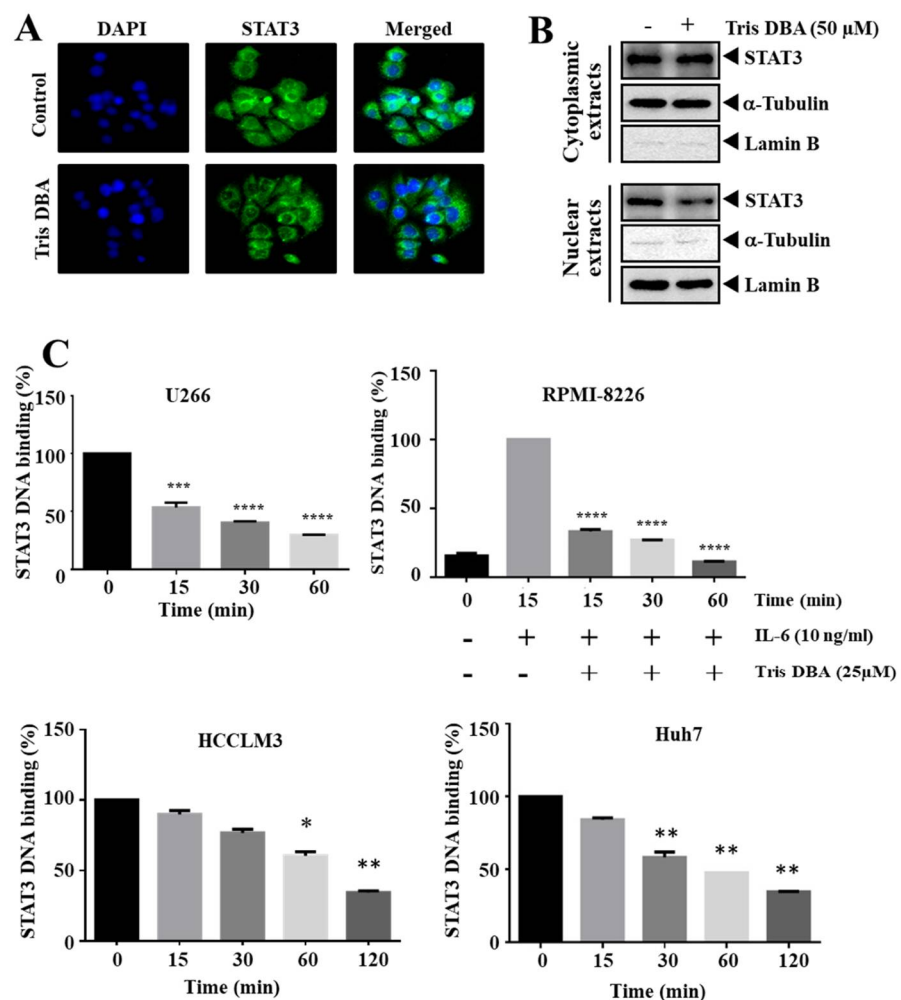 A
DAPI STAT3 Merged
Control
Tris DBA
B
- + Tris DBA (50 µM)
Cytoplasmic extracts
STAT3
α-Tubulin
Lamin B
Nuclear extracts
STAT3
α-Tubulin
Lamin B
C
U266
STAT3 DNA binding (%)
150
100
50
0
***
****
****
0 15 30 60
Time (min)
RPMI-8226
STAT3 DNA binding (%)
150
100
50
0
****
****
****
0 15 15 30 60 Time (min)
- + + + + IL-6 (10 ng/ml)
- - + + + Tris DBA (25µM)
HCCLM3
STAT3 DNA binding (%)
150
100
50
0
*
**
0 15 30 60 120
Time (min)
Huh7
STAT3 DNA binding (%)
150
100
50
0
**
**
**
0 15 30 60 120
Time (min)